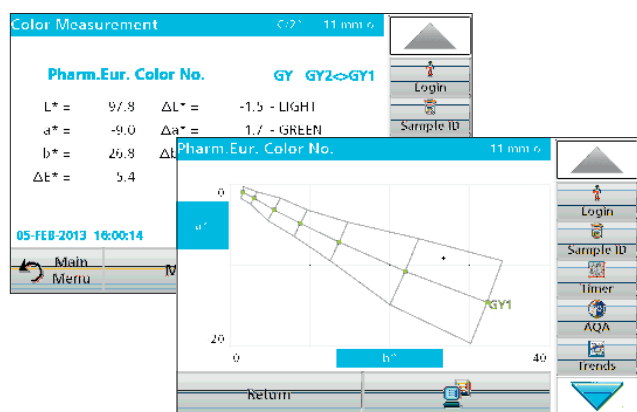 Color Measurement C/2° 11 mm o
Pharm.Eur. Color No. GY GY2<>GY1
L* = 97.8 ΔL* = -1.5 - LIGHT
a* = -9.0 Δa* = 1.7 - GREEN
b* = 26.8 Δb
ΔE* = 5.4
05-FEB-2013 16:00:14
Main
Menu
M
Login
Sample ID
Pharm.Eur. Color No. 11 mm o
0
a*
20
0
b*
40
GY1
Return
Login
Sample ID
Timer
AQA
Trends